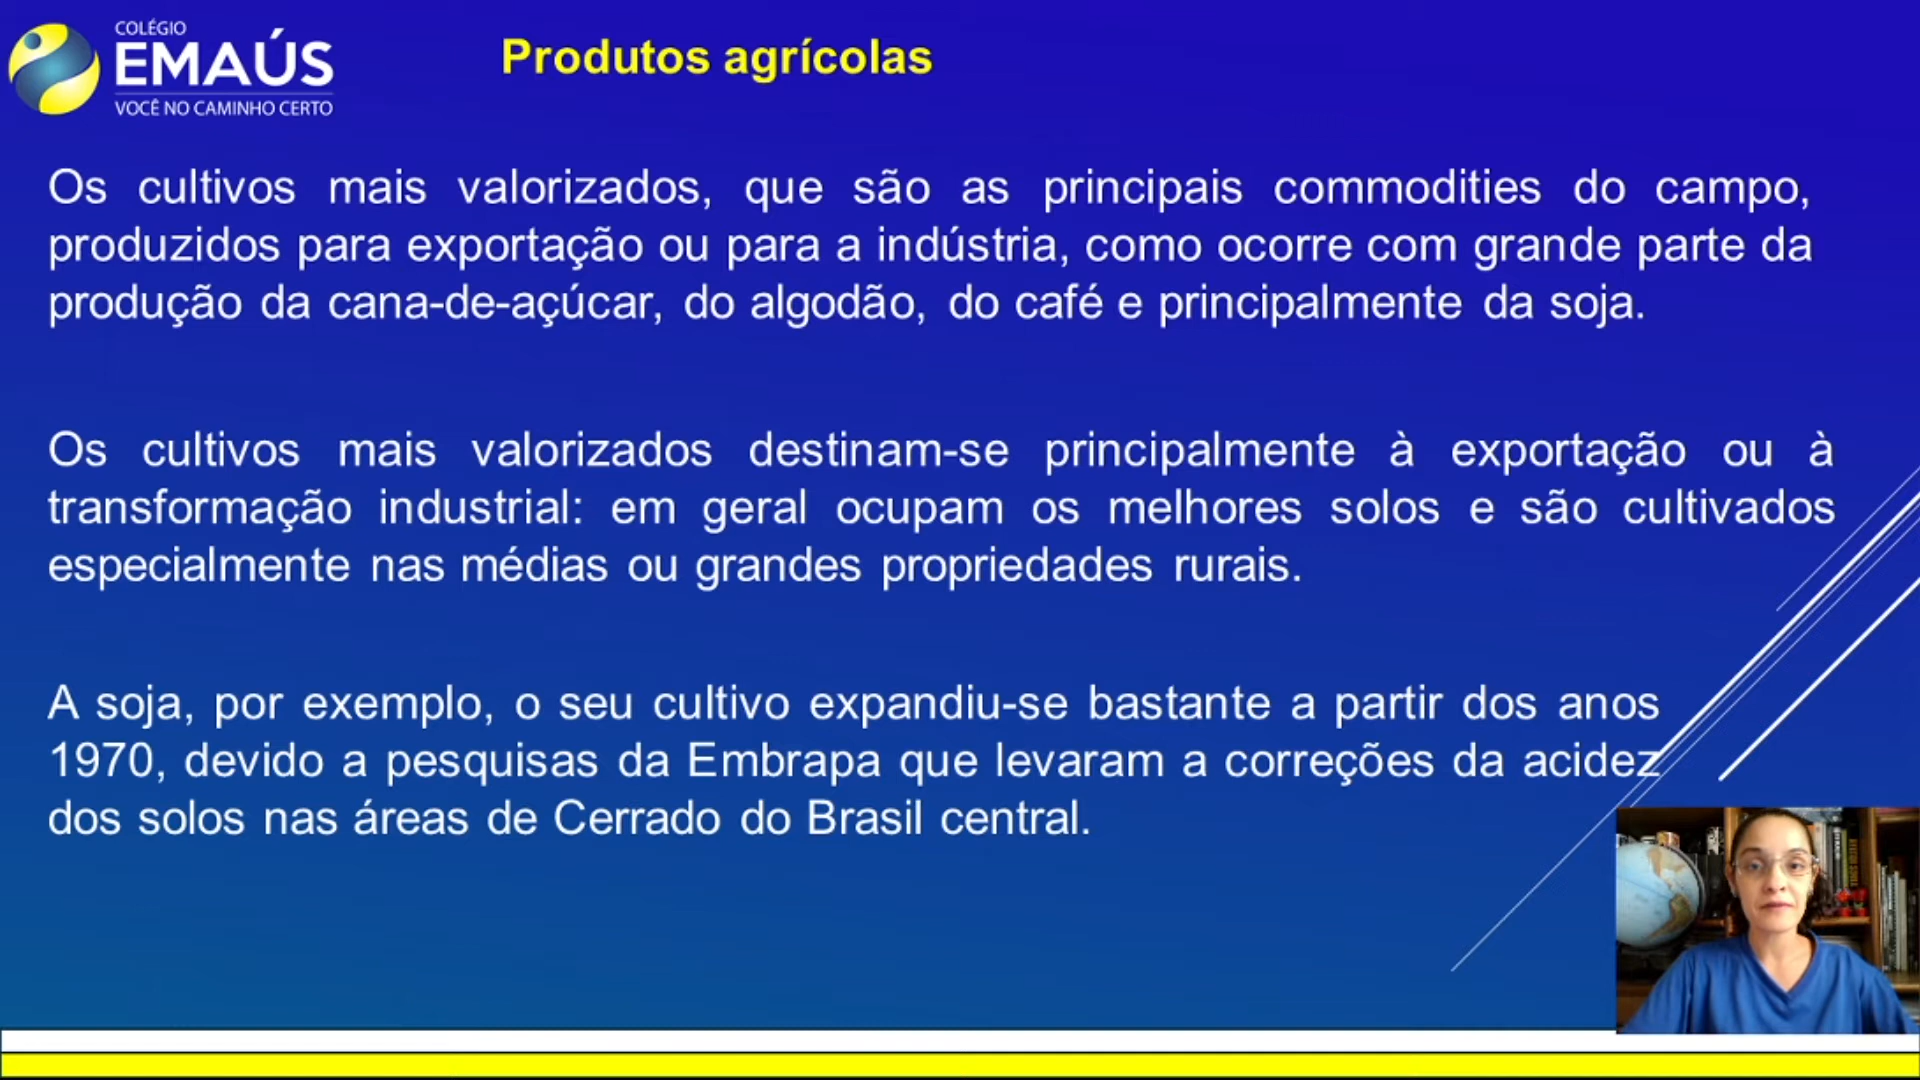 COLÉGIO
EMAÚS
VOCÊ NO CAMINHO CERTO
Produtos agrícolas
Os cultivos mais valorizados, que são as principais commodities do campo,
produzidos para exportação ou para a indústria, como ocorre com grande parte da
produção da cana-de-açúcar, do algodão, do café e principalmente da soja.
Os cultivos mais valorizados destinam-se principalmente à exportação ou à
transformação industrial: em geral ocupam os melhores solos e são cultivados
especialmente nas médias ou grandes propriedades rurais.
A soja, por exemplo, o seu cultivo expandiu-se bastante a partir dos anos
1970, devido a pesquisas da Embrapa que levaram a correções da acidez
dos solos nas áreas de Cerrado do Brasil central.